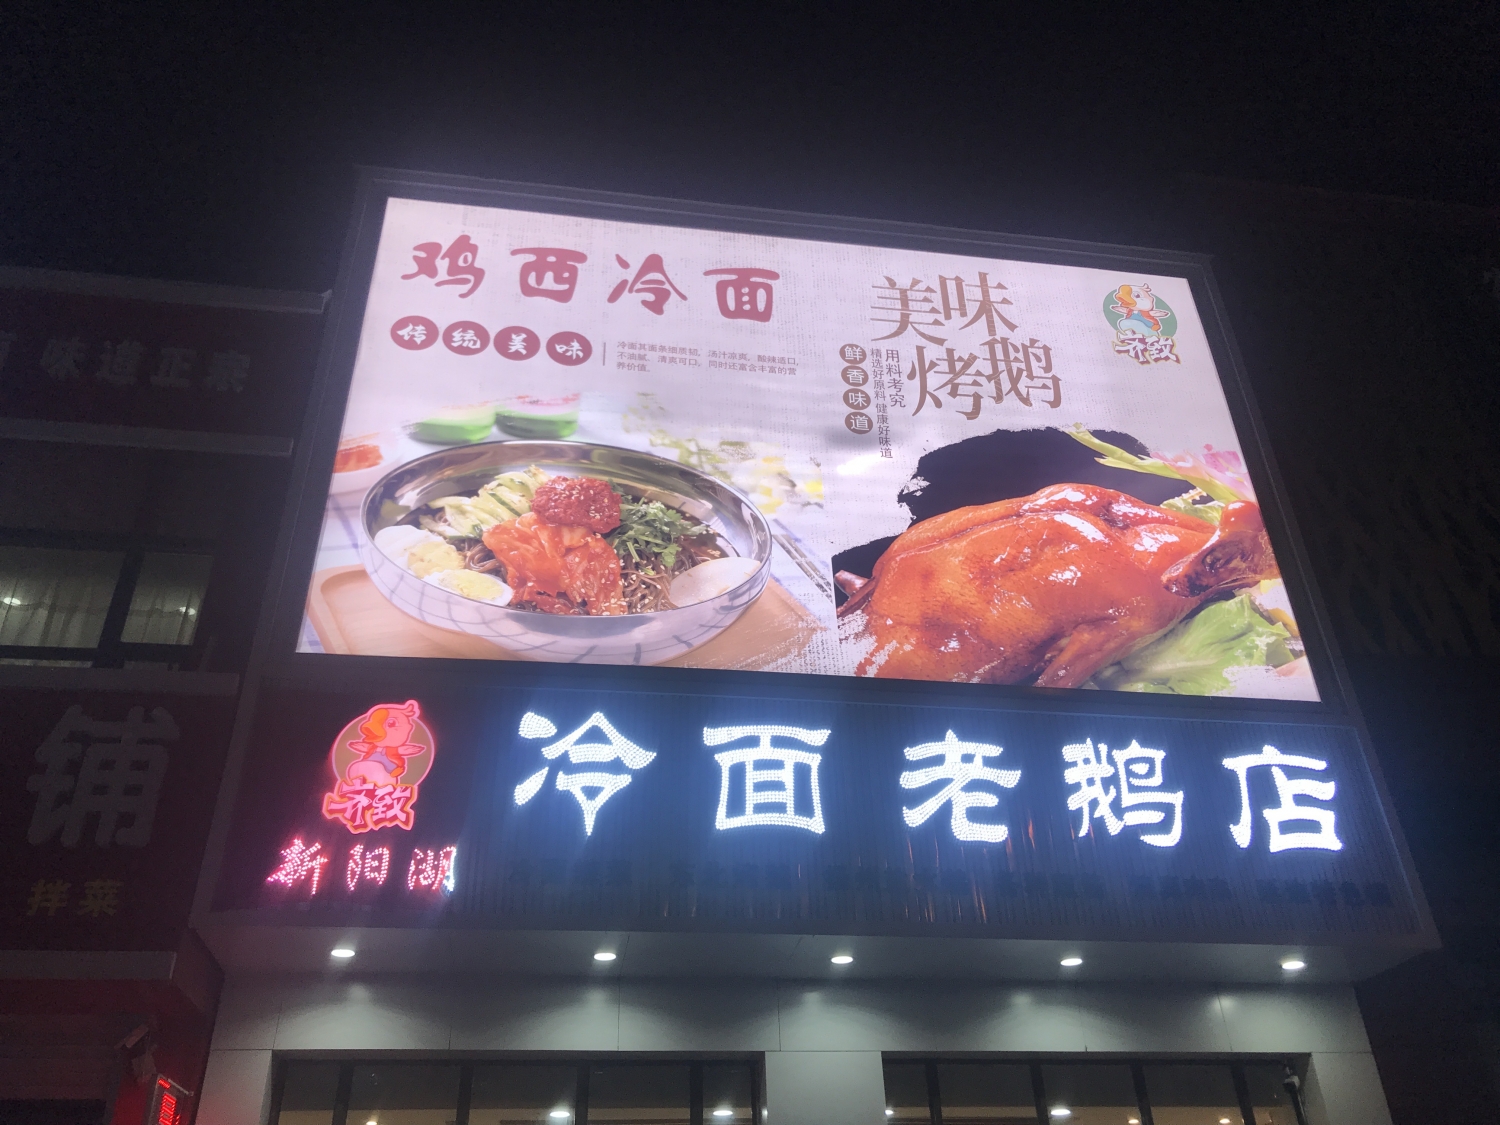 鸡西冷面
传统美味
冷面其面条细质韧，汤汁凉爽，酸辣适口，
不油腻，清爽可口，同时还富含丰富的营
养价值。
美味
烤鹅
鲜香味道
用料考究
精选好原料 健康好味道
齐致
味道正宗
铺
拌菜
齐致
新阳湖
冷面老鹅店